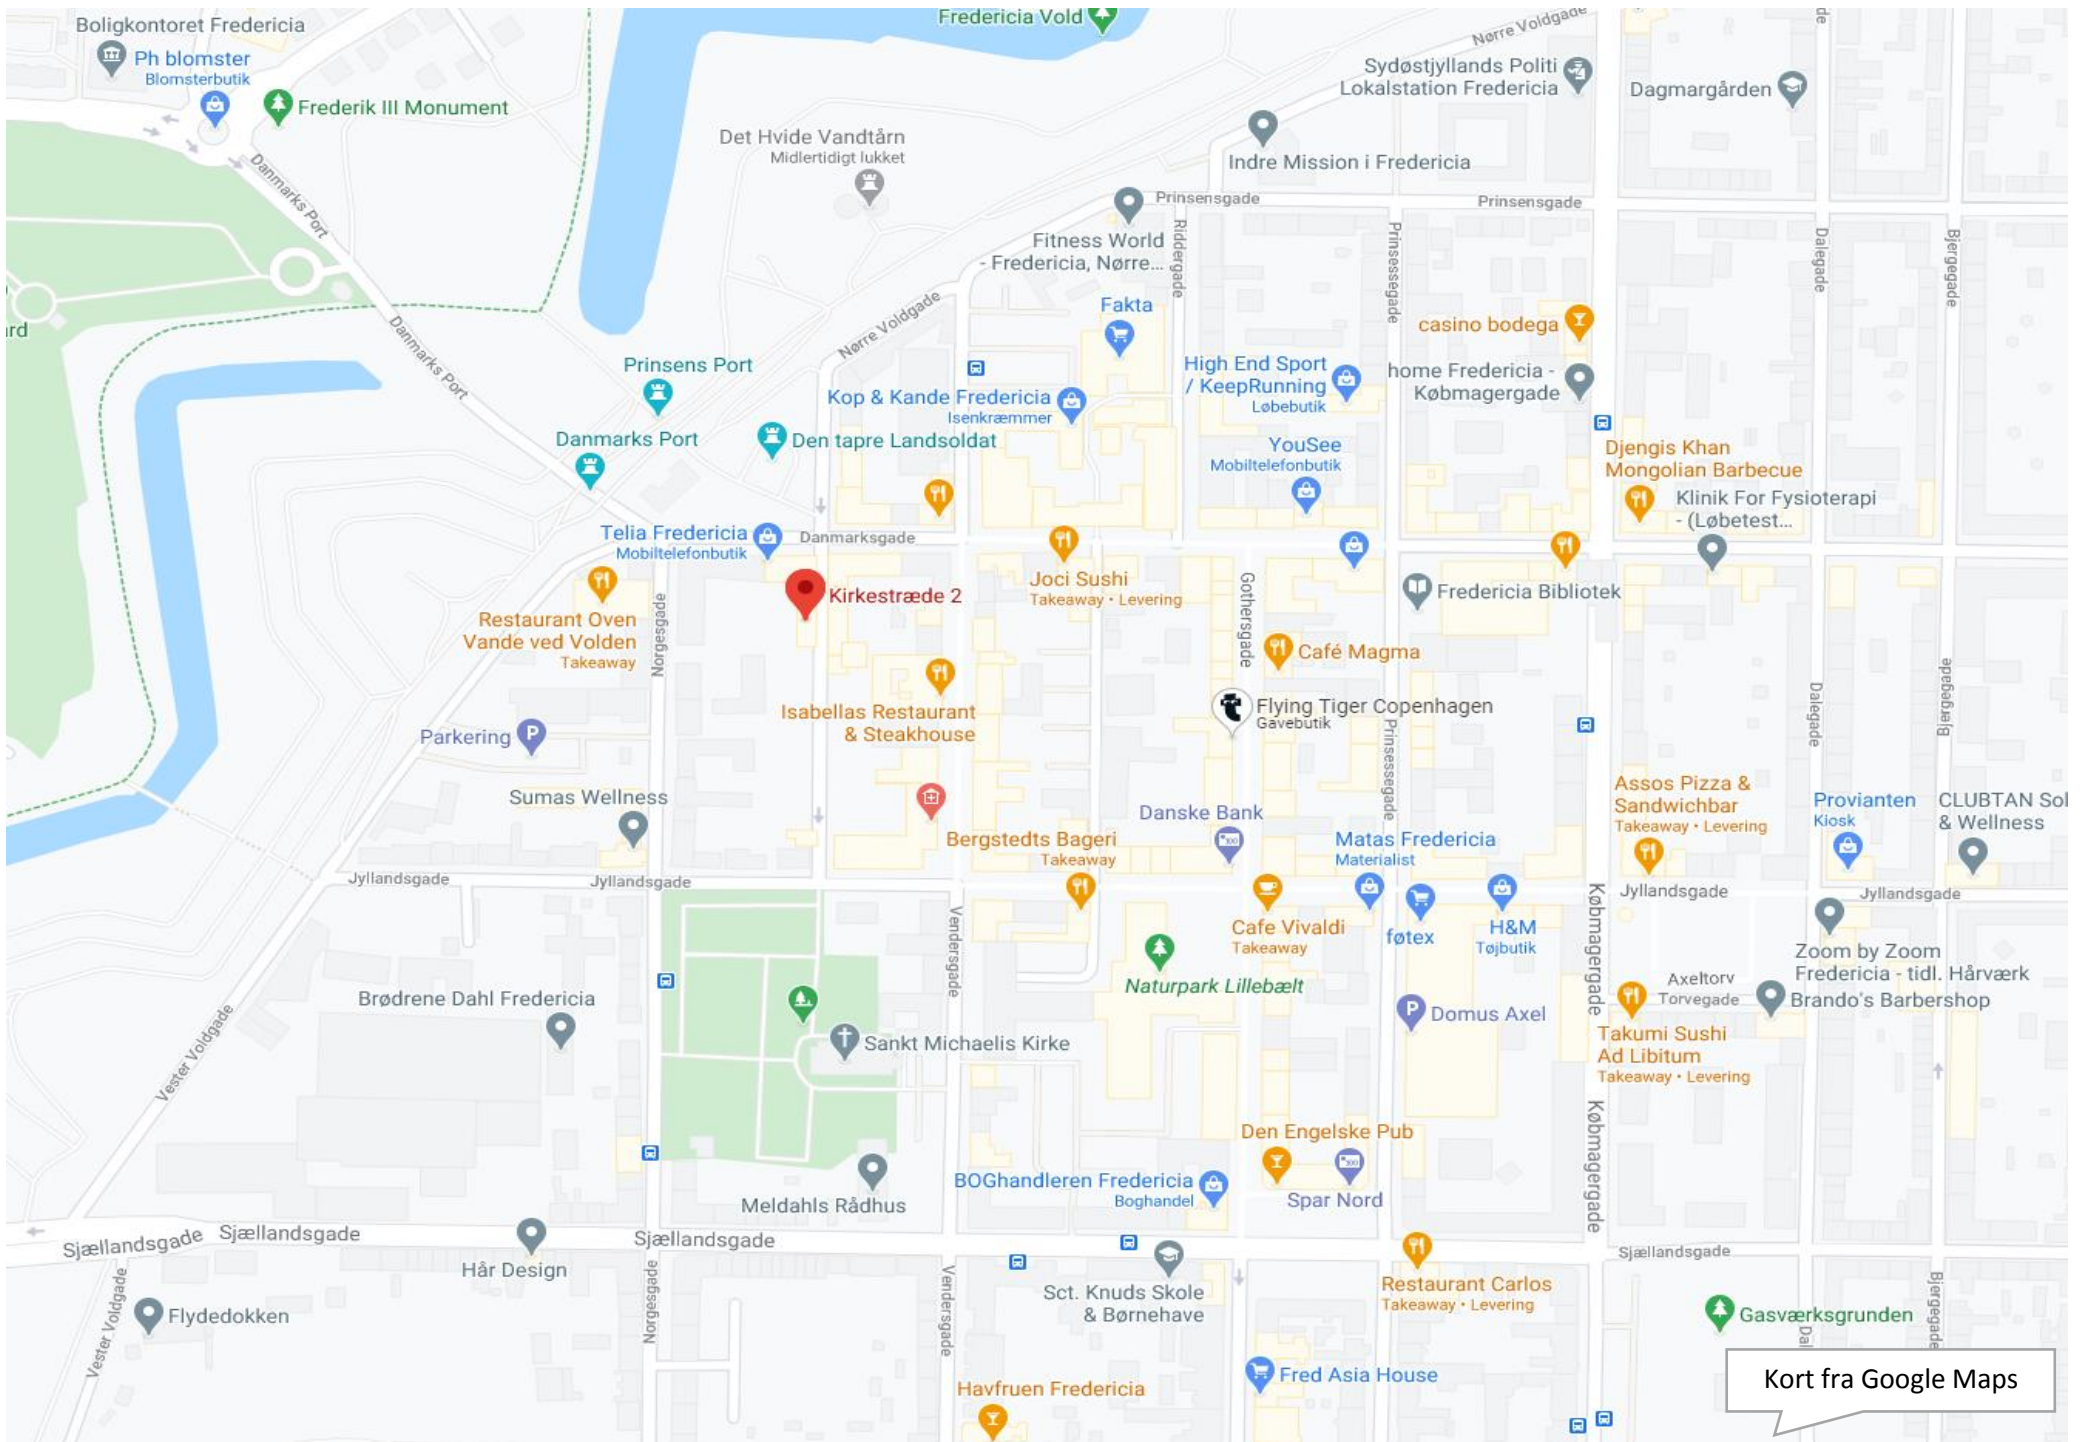 Boligkontoret Fredericia
Ph blomster
Blomsterbutik
Frederik III Monument
Fredericia Vold
Nørre Voldgade
de
Sydøstjyllands Politi
Lokalstation Fredericia
Dagmargården
Det Hvide Vandtårn
Midlertidigt lukket
Indre Mission i Fredericia
Danmarks Port
Prinsensgade
Prinsensgade
Fitness World
- Fredericia, Nørre...
Riddergade
Prinsessegade
Dalegade
Bjergegade
rd
Danmarks Port
Nørre Voldgade
Fakta
casino bodega
Prinsens Port
High End Sport
/ KeepRunning
Løbebutik
home Fredericia -
Købmagergade
Kop & Kande Fredericia
Isenkræmmer
Danmarks Port
Den tapre Landsoldat
YouSee
Mobiltelefonbutik
Djengis Khan
Mongolian Barbecue
Klinik For Fysioterapi
- (Løbetest...
Telia Fredericia
Mobiltelefonbutik
Danmarksgade
Joci Sushi
Takeaway • Levering
Kirkestræde 2
Gothersgade
Fredericia Bibliotek
Restaurant Oven
Vande ved Volden
Takeaway
Norgesgade
Café Magma
Bjergegade
Isabellas Restaurant
& Steakhouse
Flying Tiger Copenhagen
Gavebutik
Prinsessegade
Dalegade
P
Parkering
Sumas Wellness
Danske Bank
Bergstedts Bageri
Takeaway
Matas Fredericia
Materialist
Assos Pizza &
Sandwichbar
Takeaway • Levering
Provianten
Kiosk
CLUBTAN Sol
& Wellness
Jyllandsgade
Jyllandsgade
Jyllandsgade
Jyllandsgade
Vendersgade
Cafe Vivaldi
Takeaway
føtex
H&M
Tøjbutik
Købmagergade
Zoom by Zoom
Fredericia - tidl. Hårværk
Naturpark Lillebælt
Axeltorv
Torvegade
Brando's Barbershop
Brødrene Dahl Fredericia
P
Domus Axel
Vester Voldgade
Sankt Michaelis Kirke
Takumi Sushi
Ad Libitum
Takeaway • Levering
Købmagergade
Den Engelske Pub
BOGhandleren Fredericia
Boghandel
Spar Nord
Meldahls Rådhus
Sjællandsgade
Sjællandsgade
Sjællandsgade
Sjællandsgade
Hår Design
Sct. Knuds Skole
& Børnehave
Restaurant Carlos
Takeaway • Levering
Vester Voldgade
Flydedokken
Norgesgade
Vendersgade
Gasværksgrunden
Dal
Bjergegade
Fred Asia House
Havfruen Fredericia
Kort fra Google Maps